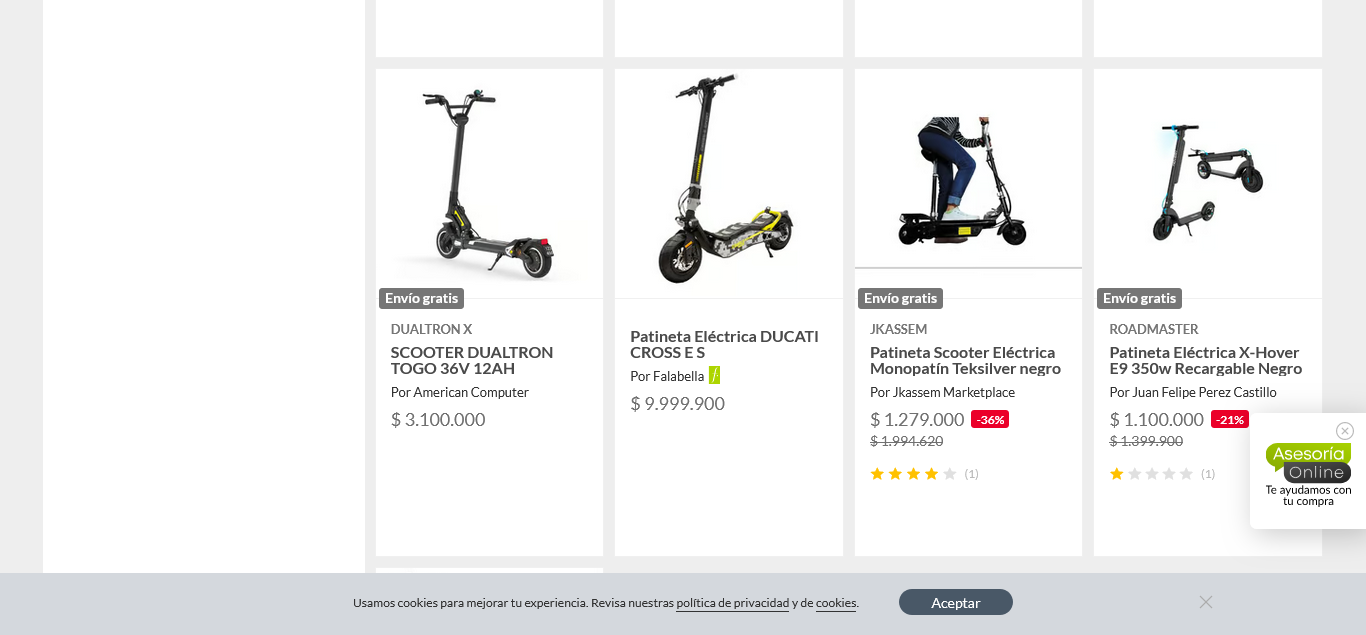 Envío gratis
DUALTRON X
SCOOTER DUALTRON
TOGO 36V 12AH
Por American Computer
$ 3.100.000
Patineta Eléctrica DUCATI
CROSS E S
Por Falabella
$ 9.999.900
Envío gratis
JKASSEM
Patineta Scooter Eléctrica
Monopatín Teksilver negro
Por Jkassem Marketplace
$ 1.279.000 -36%
$ 1.994.620
(1)
Envío gratis
ROADMASTER
Patineta Eléctrica X-Hover
E9 350w Recargable Negro
Por Juan Felipe Perez Castillo
$ 1.100.000 -21%
$ 1.399.900
(1)
Asesoría
Online
Te ayudamos con
tu compra
Usamos cookies para mejorar tu experiencia. Revisa nuestras política de privacidad y de cookies.
Aceptar